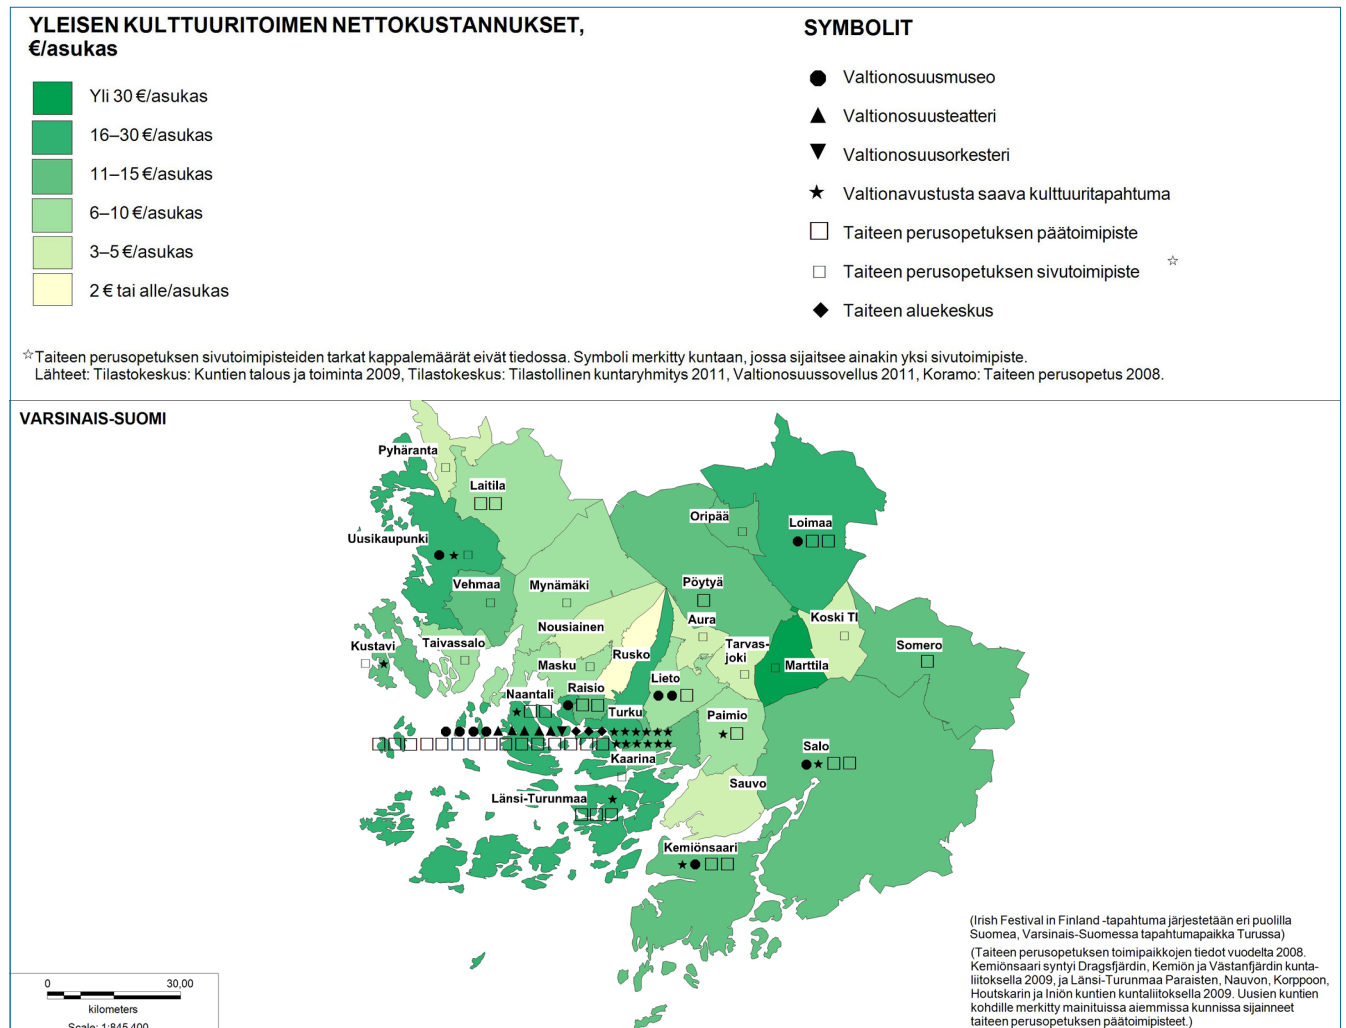 YLEISEN KULTTUURITOIMEN NETTOKUSTANNUKSET,
€/asukas
Yli 30 €/asukas
16–30 €/asukas
11–15 €/asukas
6–10 €/asukas
3–5 €/asukas
2 € tai alle/asukas
SYMBOLIT
Valtionosuusmuseo
Valtionosuusteatteri
Valtionosuusorkesteri
Valtionavustusta saava kulttuuritapahtuma
Taiteen perusopetuksen päätoimipiste
Taiteen perusopetuksen sivutoimipiste ☆
Taiteen aluekeskus
☆Taiteen perusopetuksen sivutoimipisteiden tarkat kappalemäärät eivät tiedossa. Symboli merkitty kuntaan, jossa sijaitsee ainakin yksi sivutoimipiste.
Lähteet: Tilastokeskus: Kuntien talous ja toiminta 2009, Tilastokeskus: Tilastollinen kuntaryhmitys 2011, Valtionosuussovellus 2011, Koramo: Taiteen perusopetus 2008.
VARSINAIS-SUOMI
Pyhäranta
Laitila
Oripää
Loimaa
Uusikaupunki
Vehmaa
Mynämäki
Pöytyä
Koski Tl
Aura
Nousiainen
Kustavi
Taivassalo
Tarvas-
joki
Somero
Rusko
Masku
Marttila
Lieto
Raisio
Naantali
Turku
Paimio
Salo
Kaarina
Sauvo
Länsi-Turunmaa
Kemiönsaari
(Irish Festival in Finland -tapahtuma järjestetään eri puolilla
Suomea, Varsinais-Suomessa tapahtumapaikka Turussa)
(Taiteen perusopetuksen toimipaikkojen tiedot vuodelta 2008.
Kemiönsaari syntyi Dragsfjärdin, Kemiön ja Västanfjärdin kunta-
liitoksella 2009, ja Länsi-Turunmaa Paraisten, Nauvon, Korppoon,
Houtskarin ja Iniön kuntien kuntaliitoksella 2009. Uusien kuntien
kohdille merkitty mainituissa aiemmissa kunnissa sijainneet
taiteen perusopetuksen päätoimipisteet.)
0 30,00
kilometers
Scale: 1:845 400